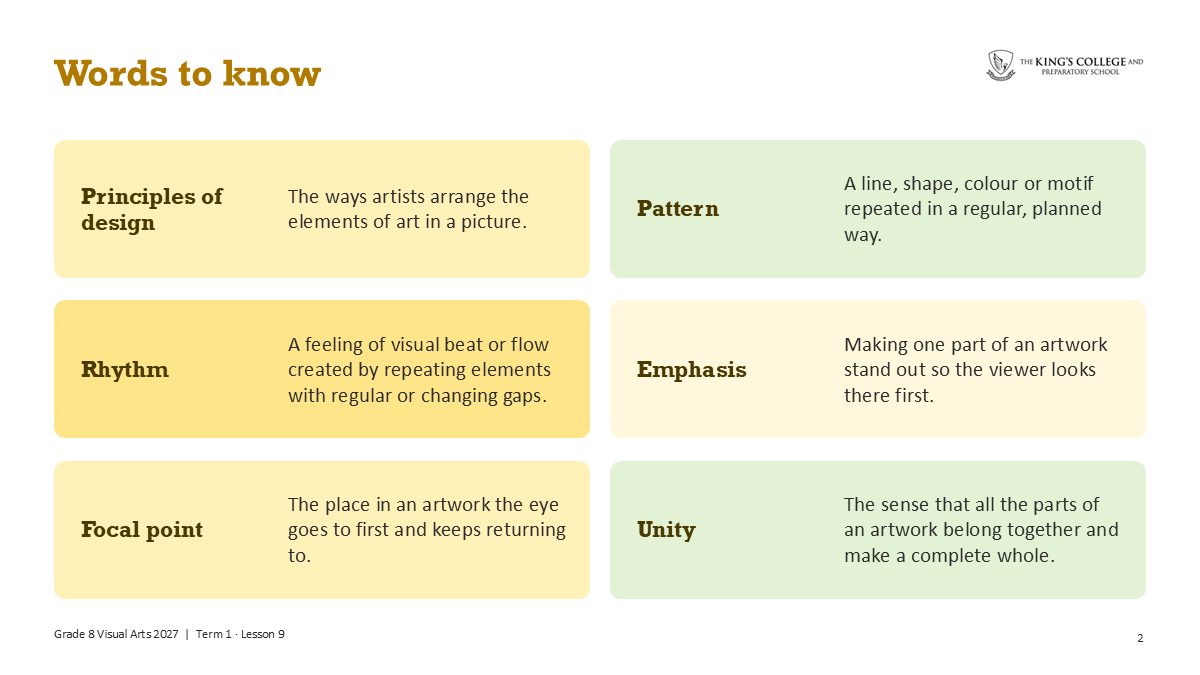 Words to know
THE KING'S COLLEGE AND
PREPARATORY SCHOOL
Principles of
design
The ways artists arrange the
elements of art in a picture.
Pattern
A line, shape, colour or motif
repeated in a regular, planned
way.
Rhythm
A feeling of visual beat or flow
created by repeating elements
with regular or changing gaps.
Emphasis
Making one part of an artwork
stand out so the viewer looks
there first.
Focal point
The place in an artwork the eye
goes to first and keeps returning
to.
Unity
The sense that all the parts of
an artwork belong together and
make a complete whole.
Grade 8 Visual Arts 2027 | Term 1 · Lesson 9
2